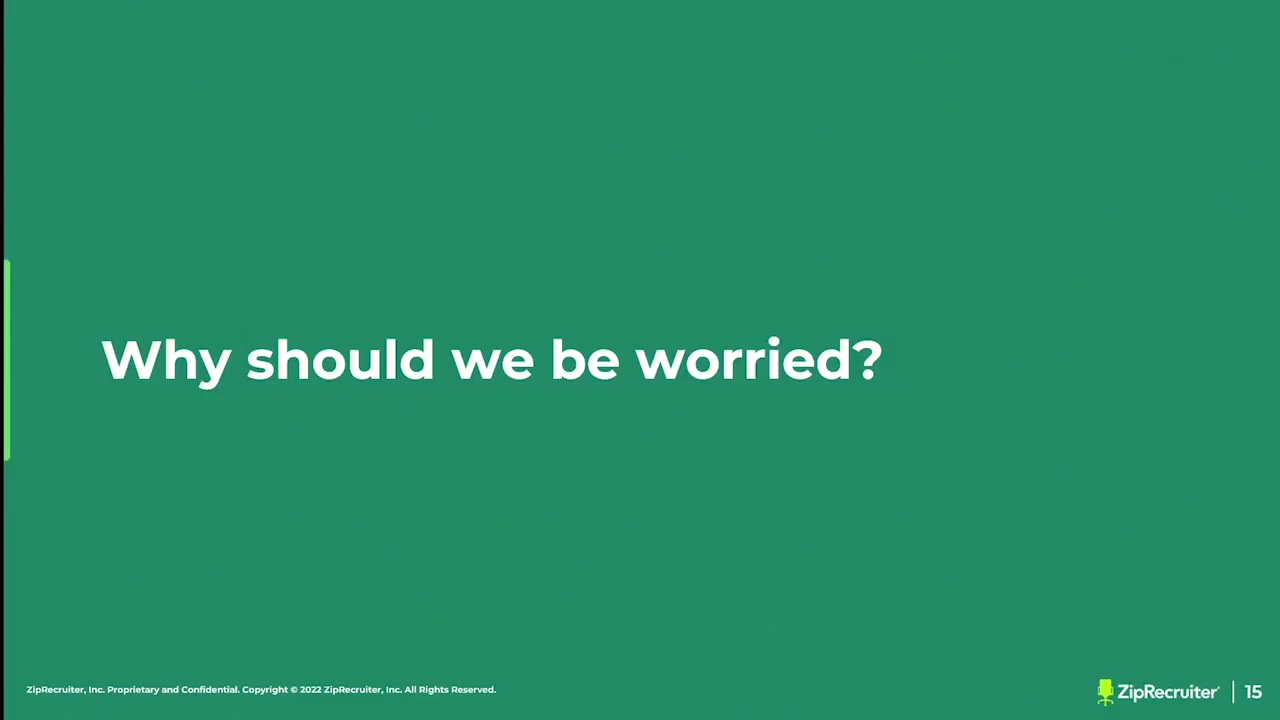 Why should we be worried?
ZipRecruiter, Inc. Proprietary and Confidential. Copyright © 2022 ZipRecruiter, Inc. All Rights Reserved.
ZipRecruiter® | 15